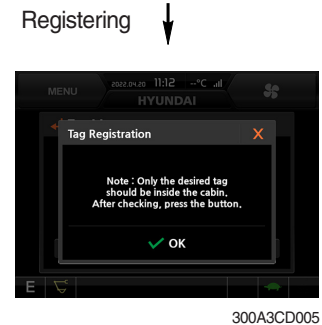 Registering
MENU
2022.04.20 11:12 --°C .ıll
HYUNDAI
Tag Registration X
Note : Only the desired tag
should be inside the cabin.
After checking, press the button.
OK
E
300A3CD005